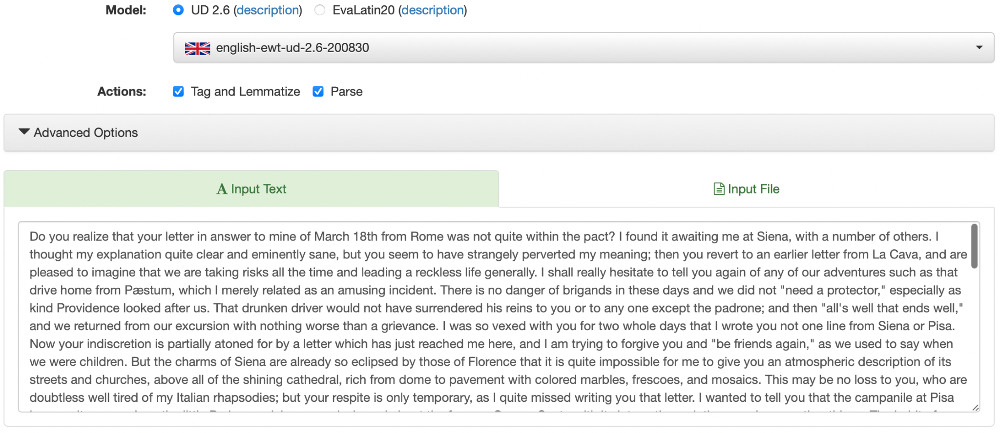 Model: UD 2.6 (description) EvaLatin20 (description)
english-ewt-ud-2.6-200830
Actions: Tag and Lemmatize Parse
Advanced Options
A Input Text Input File
Do you realize that your letter in answer to mine of March 18th from Rome was not quite within the pact? I found it awaiting me at Siena, with a number of others. I
thought my explanation quite clear and eminently sane, but you seem to have strangely perverted my meaning; then you revert to an earlier letter from La Cava, and are
pleased to imagine that we are taking risks all the time and leading a reckless life generally. I shall really hesitate to tell you again of any of our adventures such as that
drive home from Pæstum, which I merely related as an amusing incident. There is no danger of brigands in these days and we did not "need a protector," especially as
kind Providence looked after us. That drunken driver would not have surrendered his reins to you or to any one except the padrone; and then "all's well that ends well,"
and we returned from our excursion with nothing worse than a grievance. I was so vexed with you for two whole days that I wrote you not one line from Siena or Pisa.
Now your indiscretion is partially atoned for by a letter which has just reached me here, and I am trying to forgive you and "be friends again," as we used to say when
we were children. But the charms of Siena are already so eclipsed by those of Florence that it is quite impossible for me to give you an atmospheric description of its
streets and churches, above all of the shining cathedral, rich from dome to pavement with colored marbles, frescoes, and mosaics. This may be no loss to you, who are
doubtless well tired of my Italian rhapsodies; but your respite is only temporary, as I quite missed writing you that letter. I wanted to tell you that the campanile at Pisa